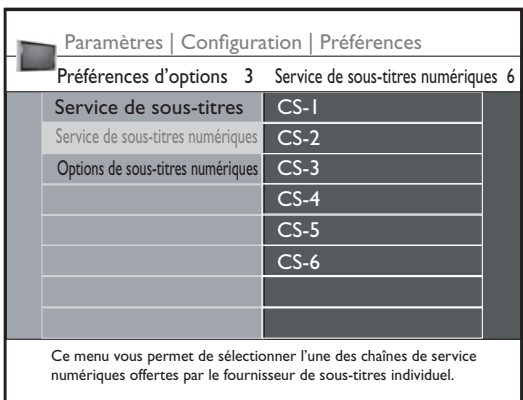 Paramètres | Configuration | Préférences
Préférences d'options 3 Service de sous-titres numériques 6
Service de sous-titres CS-1
Service de sous-titres numériques CS-2
Options de sous-titres numériques CS-3
CS-4
CS-5
CS-6
Ce menu vous permet de sélectionner l'une des chaînes de service
numériques offertes par le fournisseur de sous-titres individuel.